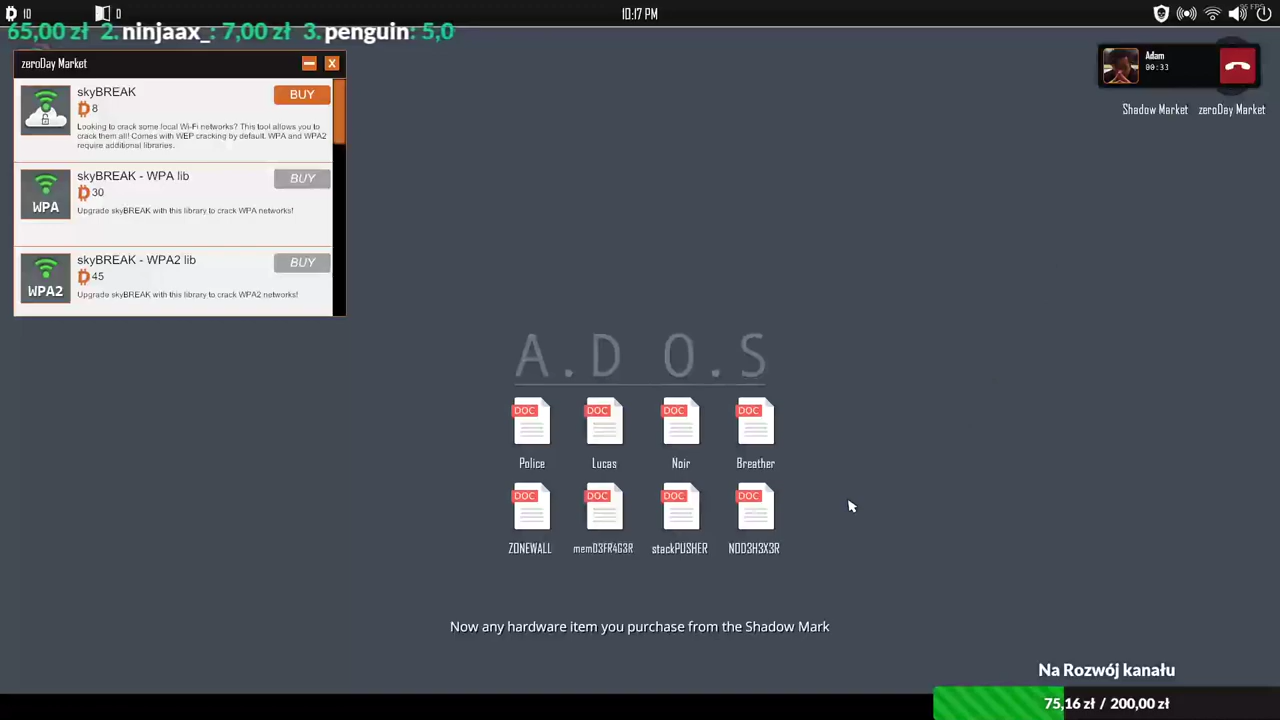 10
0
10:17 PM
65,00 zł 2. ninjaax_: 7,00 zł 3. penguin: 5,0
zeroDay Market
X
skyBREAK
BUY
8
Looking to crack some local Wi-Fi networks? This tool allows you to
crack them all! Comes with WEP cracking by default. WPA and WPA2
require additional libraries.
skyBREAK - WPA lib
BUY
30
WPA
Upgrade skyBREAK with this library to crack WPA networks!
skyBREAK - WPA2 lib
BUY
45
WPA2
Upgrade skyBREAK with this library to crack WPA2 networks!
Adam
00:33
Shadow Market
zeroDay Market
A.D O.S
DOC DOC DOC DOC
Police Lucas Noir Breather
DOC DOC DOC DOC
ZONEWALL memD3FR4G3R stackPUSHER N0D3H3X3R
Now any hardware item you purchase from the Shadow Mark
Na Rozwój kanału
75,16 zł / 200,00 zł